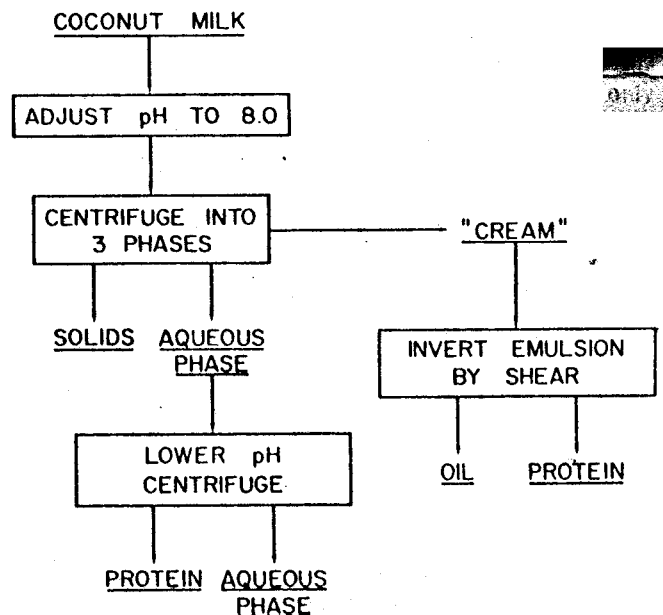 COCONUT MILK
ADJUST pH TO 8.0
CENTRIFUGE INTO
3 PHASES
"CREAM"
SOLIDS
AQUEOUS
PHASE
INVERT EMULSION
BY SHEAR
LOWER pH
CENTRIFUGE
OIL
PROTEIN
PROTEIN
AQUEOUS
PHASE